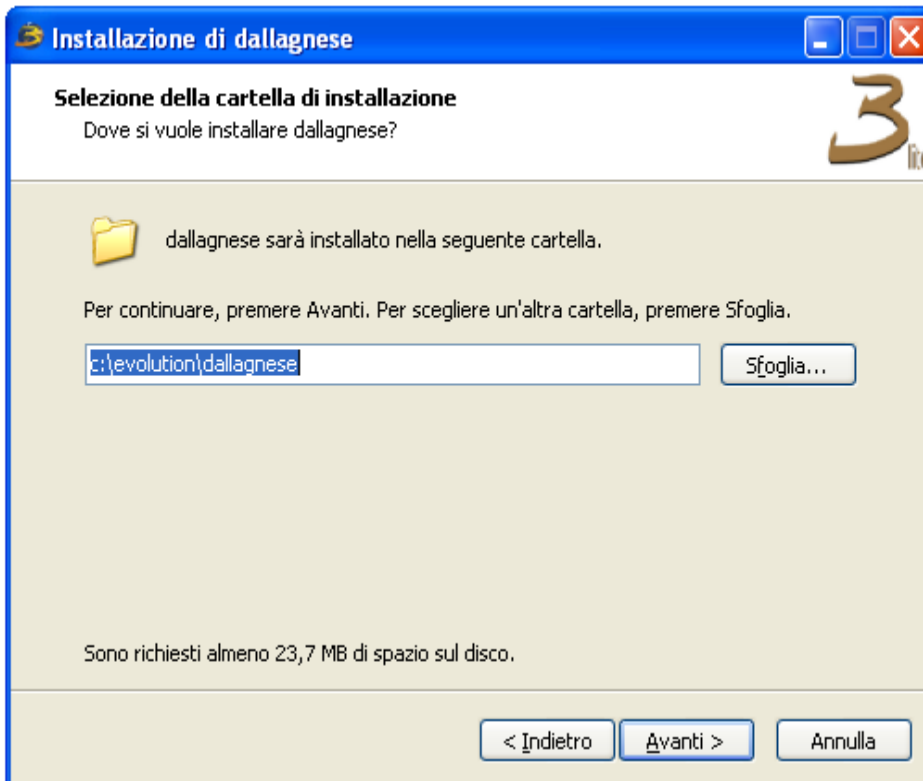 Installazione di dallagnese
Selezione della cartella di installazione
Dove si vuole installare dallagnese?
3
dallagnese sarà installato nella seguente cartella.
Per continuare, premere Avanti. Per scegliere un'altra cartella, premere Sfoglia.
c:\evolution\dallagnese
Sfoglia...
Sono richiesti almeno 23,7 MB di spazio sul disco.
< Indietro
Avanti >
Annulla